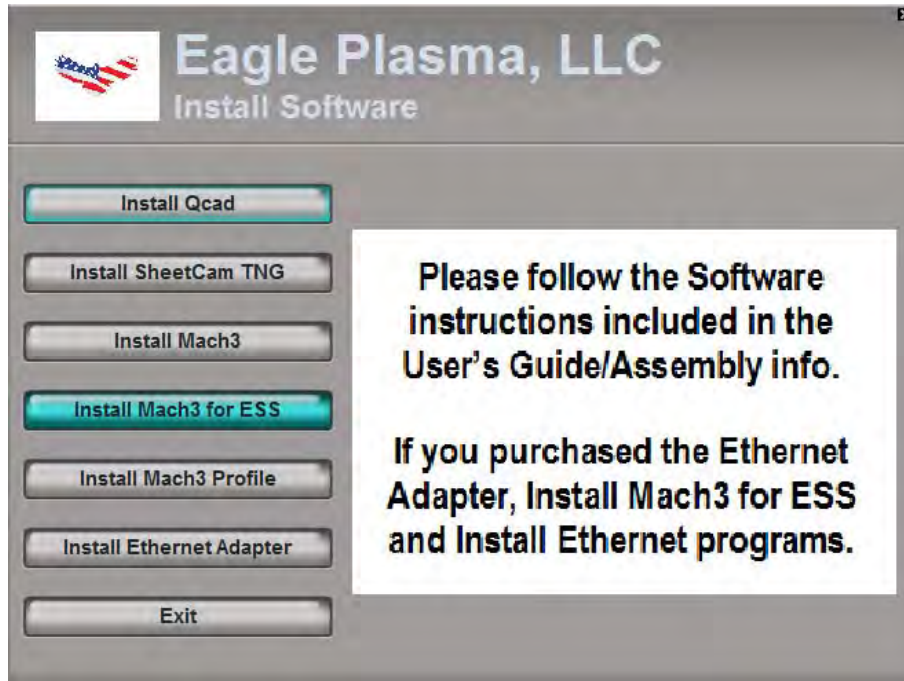 Eagle Plasma, LLC
Install Software
Install Qcad
Install SheetCam TNG
Install Mach3
Install Mach3 for ESS
Install Mach3 Profile
Install Ethernet Adapter
Exit
Please follow the Software
instructions included in the
User's Guide/Assembly info.
If you purchased the Ethernet
Adapter, Install Mach3 for ESS
and Install Ethernet programs.